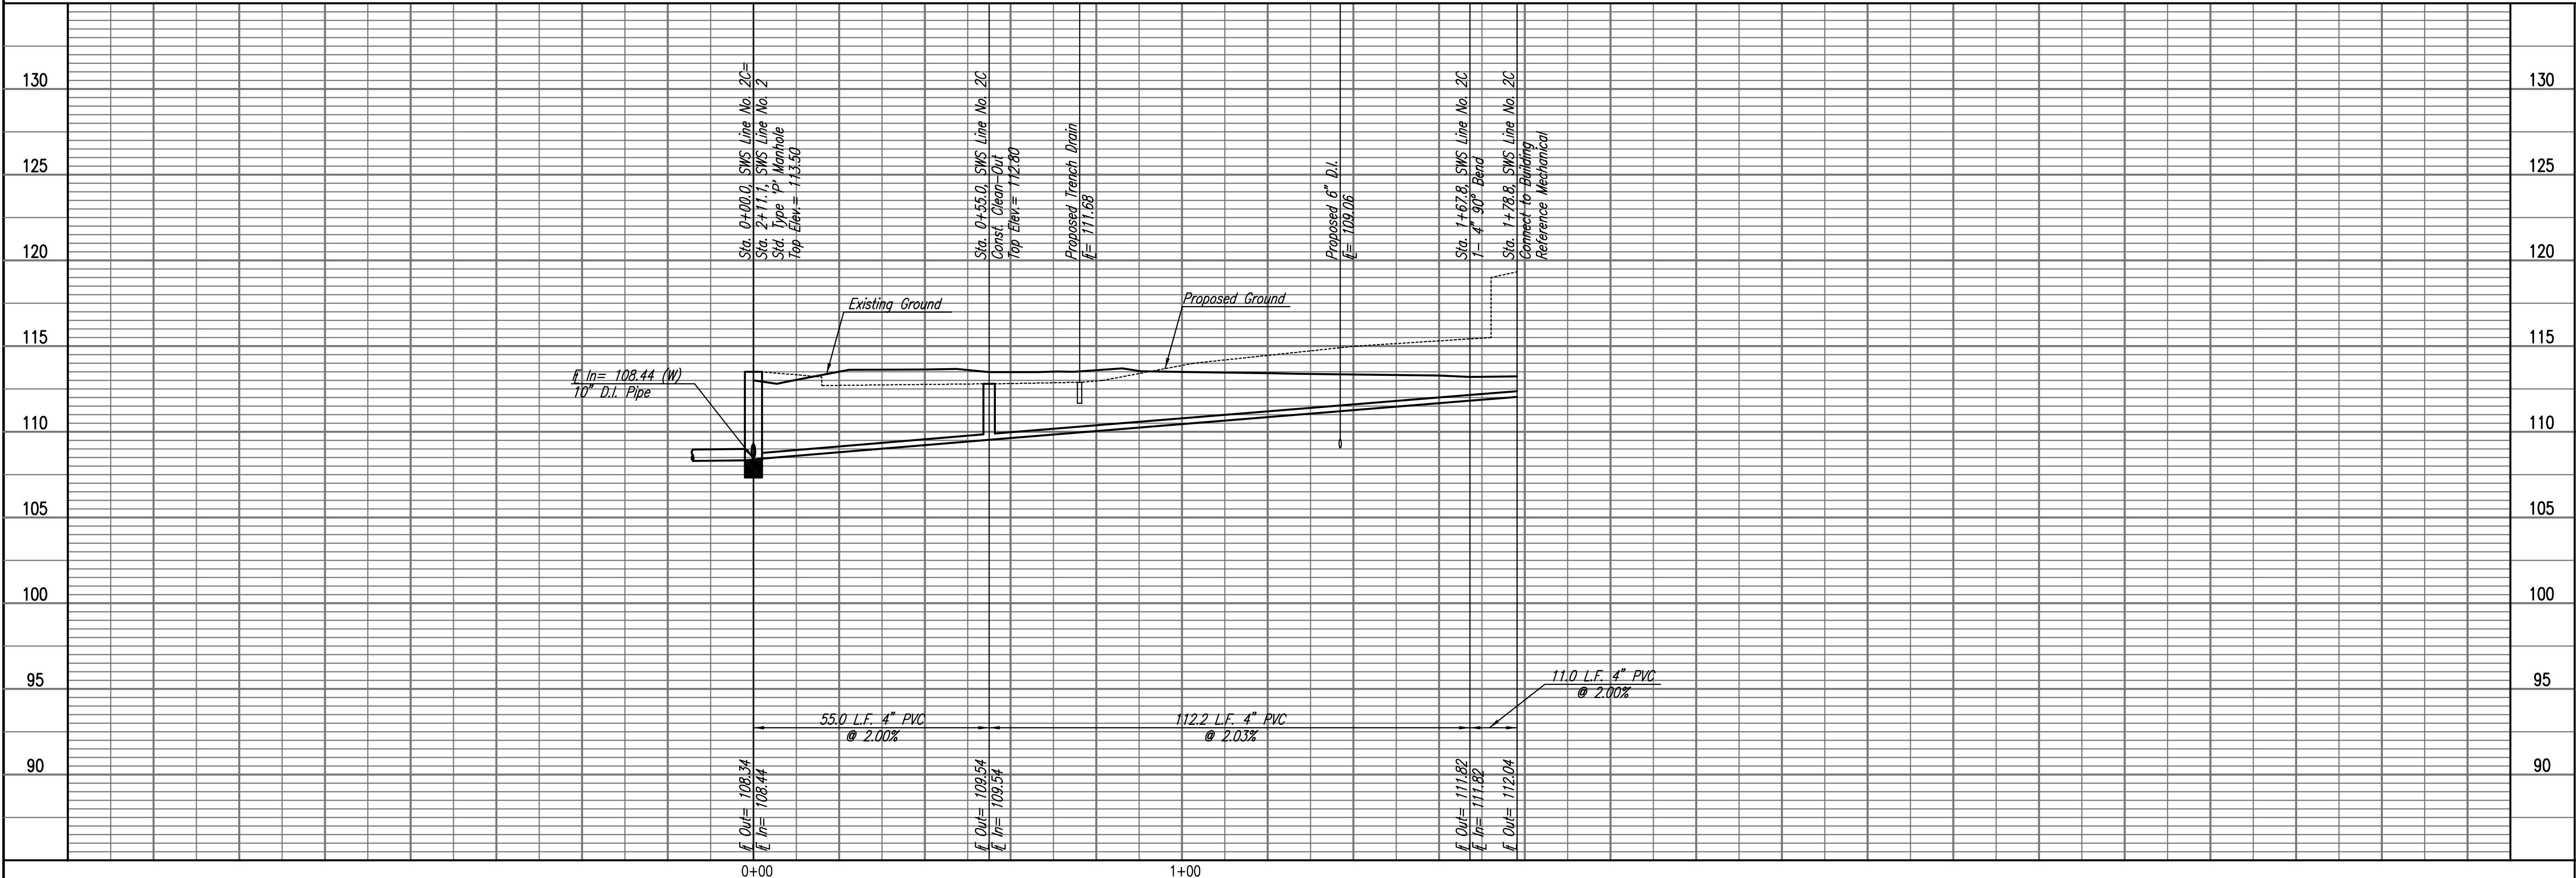 130
125
120
115
110
105
100
95
90
Sta. 0+00.0, SWS Line No. 2C=
Sta. 2+11.1, SWS Line No. 2
Std. Type 'P' Manhole
Top Elev.= 113.50
Sta. 0+55.0, SWS Line No. 2C
Const. Clean-Out
Top Elev.= 112.80
Proposed Trench Drain
℄= 111.68
Proposed 6" D.I.
℄= 109.06
Sta. 1+67.8, SWS Line No. 2C
1- 4" 90° Bend
Sta. 1+78.8, SWS Line No. 2C
Connect to Building
Reference Mechanical
Existing Ground
Proposed Ground
℄ In= 108.44 (W)
10" D.I. Pipe
55.0 L.F. 4" PVC
@ 2.00%
112.2 L.F. 4" PVC
@ 2.03%
11.0 L.F. 4" PVC
@ 2.00%
℄ Out= 108.34
℄ In= 108.44
℄ Out= 109.54
℄ In= 109.54
℄ Out= 111.82
℄ In= 111.82
℄ Out= 112.04
0+00
1+00
130
125
120
115
110
105
100
95
90